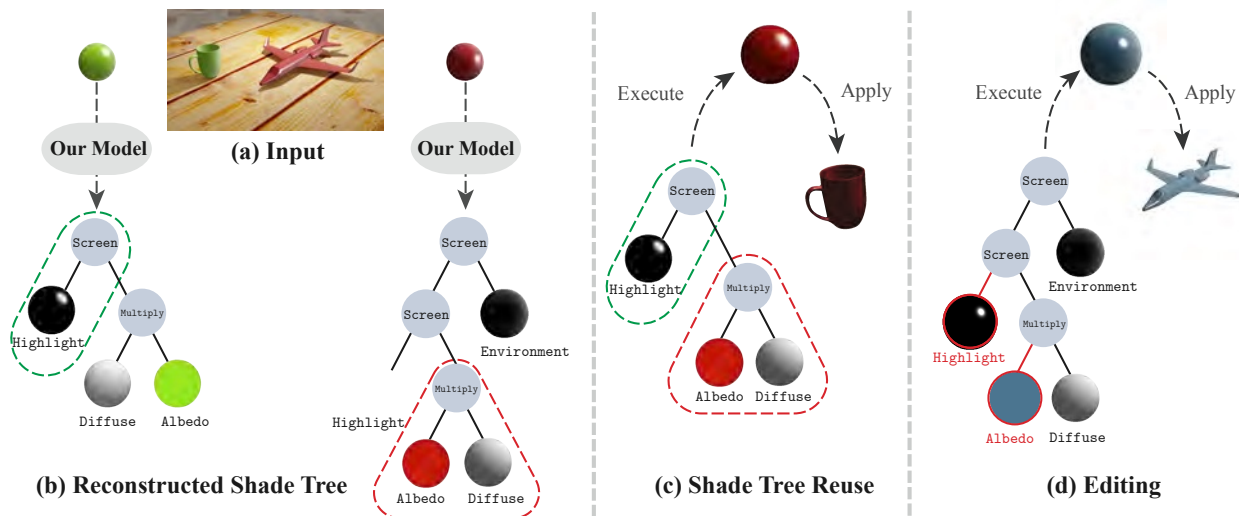 Our Model
(a) Input
Our Model
Screen
Highlight
Multiply
Diffuse
Albedo
Screen
Screen
Environment
Multiply
Highlight
Albedo
Diffuse
(b) Reconstructed Shade Tree
Execute
Apply
Screen
Highlight
Multiply
Albedo
Diffuse
(c) Shade Tree Reuse
Execute
Apply
Screen
Screen
Environment
Highlight
Multiply
Albedo
Diffuse
(d) Editing